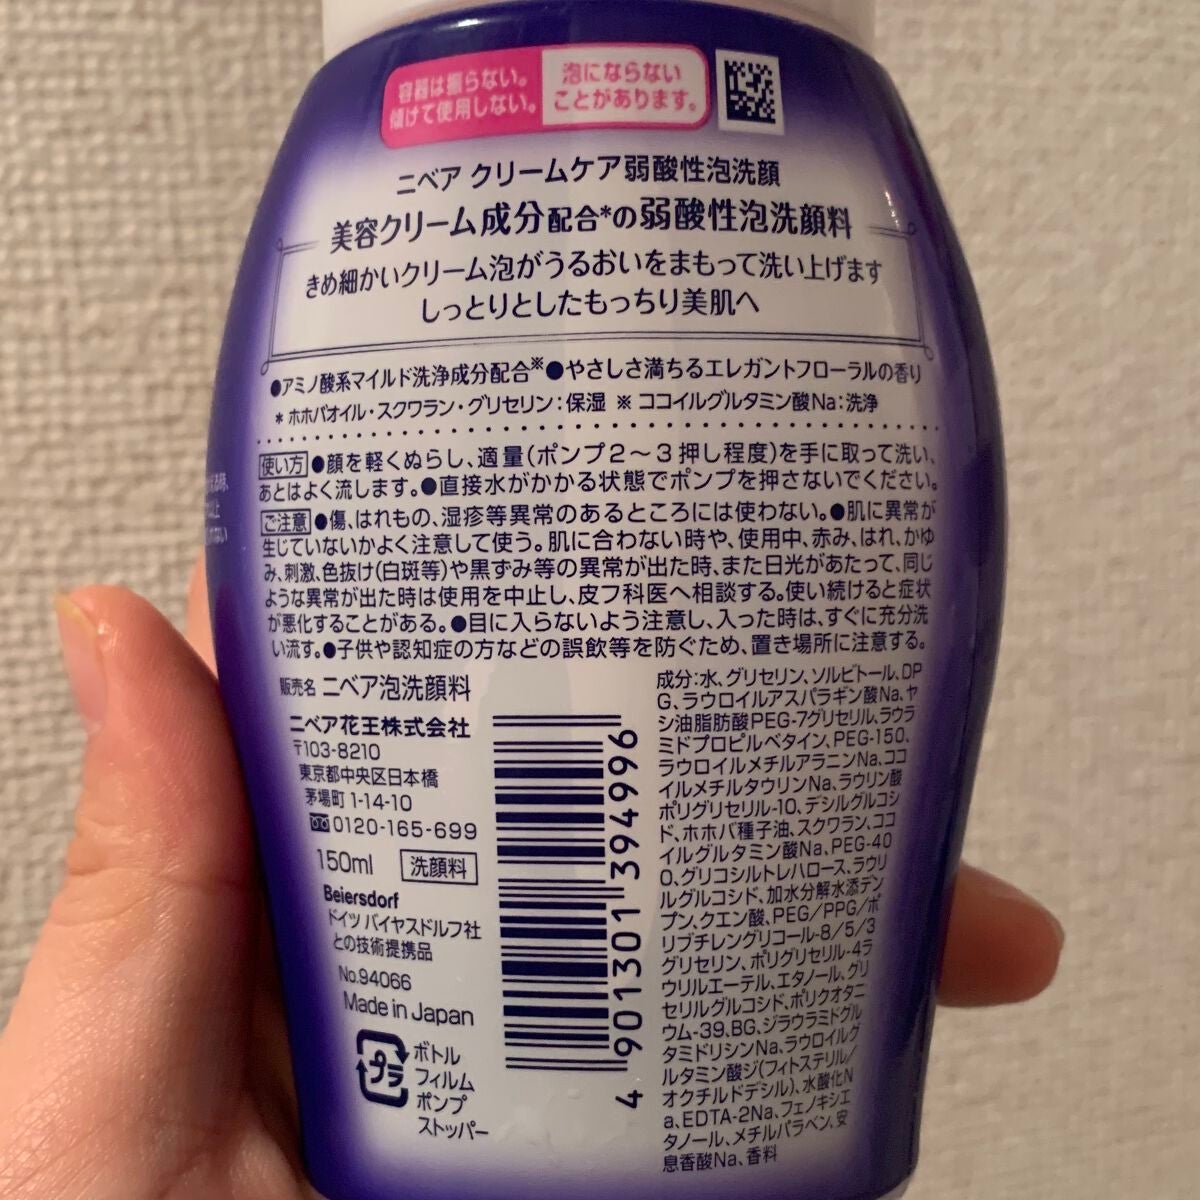 容器は振らない。
傾けて使用しない。
泡にならない
ことがあります。
ニベア クリームケア弱酸性泡洗顔
美容クリーム成分配合*の弱酸性泡洗顔料
きめ細かいクリーム泡がうるおいをまもって洗い上げます
しっとりとしたもっちり美肌へ
●アミノ酸系マイルド洗浄成分配合※●やさしさ満ちるエレガントフローラルの香り
* ホホバオイル・スクワラン・グリセリン：保湿 ※ ココイルグルタミン酸Na：洗浄
使い方 ●顔を軽くぬらし、適量(ポンプ2～3押し程度)を手に取って洗い、
あとはよく流します。●直接水がかかる状態でポンプを押さないでください。
ご注意 ●傷、はれもの、湿疹等異常のあるところには使わない。●肌に異常が
生じていないかよく注意して使う。肌に合わない時や、使用中、赤み、はれ、かゆ
み、刺激、色抜け(白斑等)や黒ずみ等の異常が出た時、また日光があたって、同じ
ような異常が出た時は使用を中止し、皮フ科医へ相談する。使い続けると症状
が悪化することがある。●目に入らないよう注意し、入った時は、すぐに充分洗
い流す。●子供や認知症の方などの誤飲等を防ぐため、置き場所に注意する。
販売名 ニベア泡洗顔料
ニベア花王株式会社
〒103-8210
東京都中央区日本橋
茅場町1-14-10
0120-165-699
150ml 洗顔料
Beiersdorf
ドイツ バイヤスドルフ社
との技術提携品
No.94066
Made in Japan
プラ
ボトル
フィルム
ポンプ
ストッパー
4 901301 394996
成分：水、グリセリン、ソルビトール、DP
G、ラウロイルアスパラギン酸Na、ヤ
シ油脂肪酸PEG-7グリセリル、ラウラ
ミドプロピルベタイン、PEG-150、
ラウロイルメチルアラニンNa、ココ
イルメチルタウリンNa、ラウリン酸
ポリグリセリル-10、デシルグルコシ
ド、ホホバ種子油、スクワラン、ココ
イルグルタミン酸Na、PEG-40
0、グリコシルトレハロース、ラウリ
ルグルコシド、加水分解水添デン
プン、クエン酸、PEG/PPG/ポ
リブチレングリコール-8/5/3
グリセリン、ポリグリセリル-4ラ
ウリルエーテル、エタノール、グリ
セリルグルコシド、ポリクオタニ
ウム-39、BG、ジラウラミドグル
タミドリシンNa、ラウロイルグ
ルタミン酸ジ(フィトステリル/
オクチルドデシル)、水酸化N
a、EDTA-2Na、フェノキシエ
タノール、メチルパラベン、安
息香酸Na、香料